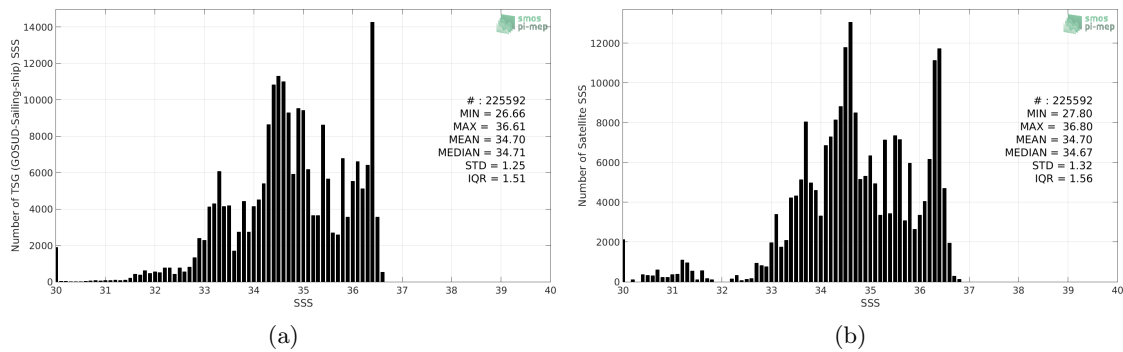 14000
12000
10000
8000
6000
4000
2000
0
Number of TSG (GOSUD-Sailing-ship) SSS
smos
pi-mep
# : 225592
MIN = 26.66
MAX = 36.61
MEAN = 34.70
MEDIAN = 34.71
STD = 1.25
IQR = 1.51
30 31 32 33 34 35 36 37 38 39 40
SSS
(a)
12000
10000
8000
6000
4000
2000
0
Number of Satellite SSS
smos
pi-mep
# : 225592
MIN = 27.80
MAX = 36.80
MEAN = 34.70
MEDIAN = 34.67
STD = 1.32
IQR = 1.56
30 31 32 33 34 35 36 37 38 39 40
SSS
(b)